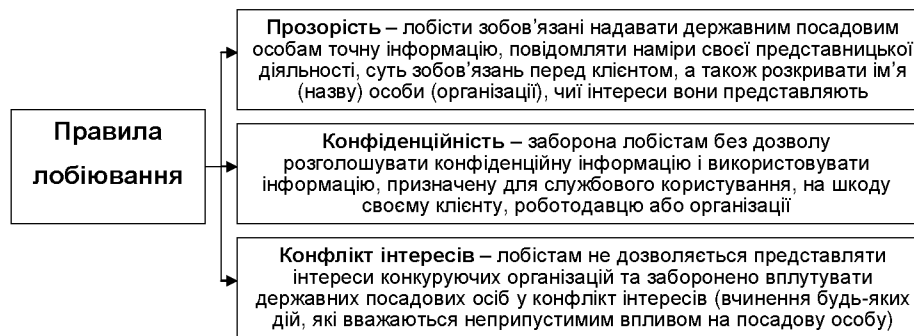 Правила
лобіювання
Прозорість – лобісти зобов’язані надавати державним посадовим
особам точну інформацію, повідомляти наміри своєї представницької
діяльності, суть зобов’язань перед клієнтом, а також розкривати ім’я
(назву) особи (організації), чиї інтереси вони представляють
Конфіденційність – заборона лобістам без дозволу
розголошувати конфіденційну інформацію і використовувати
інформацію, призначену для службового користування, на шкоду
своєму клієнту, роботодавцю або організації
Конфлікт інтересів – лобістам не дозволяється представляти
інтереси конкуруючих організацій та заборонено вплутувати
державних посадових осіб у конфлікт інтересів (вчинення будь-яких
дій, які вважаються неприпустимим впливом на посадову особу)